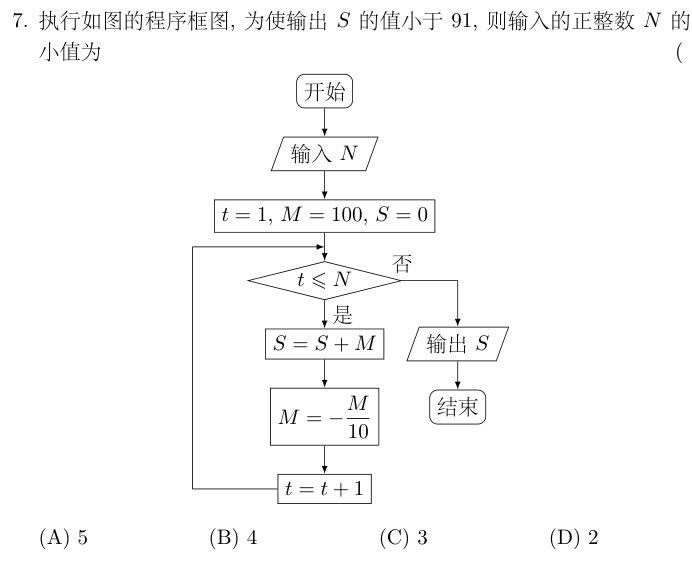 7. 执行如图的程序框图, 为使输出 S 的值小于 91, 则输入的正整数 N 的
小值为 (
开始
输入 N
t = 1, M = 100, S = 0
t ⩽ N
否
是
S = S + M
输出 S
M = −M/10
结束
t = t + 1
(A) 5 (B) 4 (C) 3 (D) 2